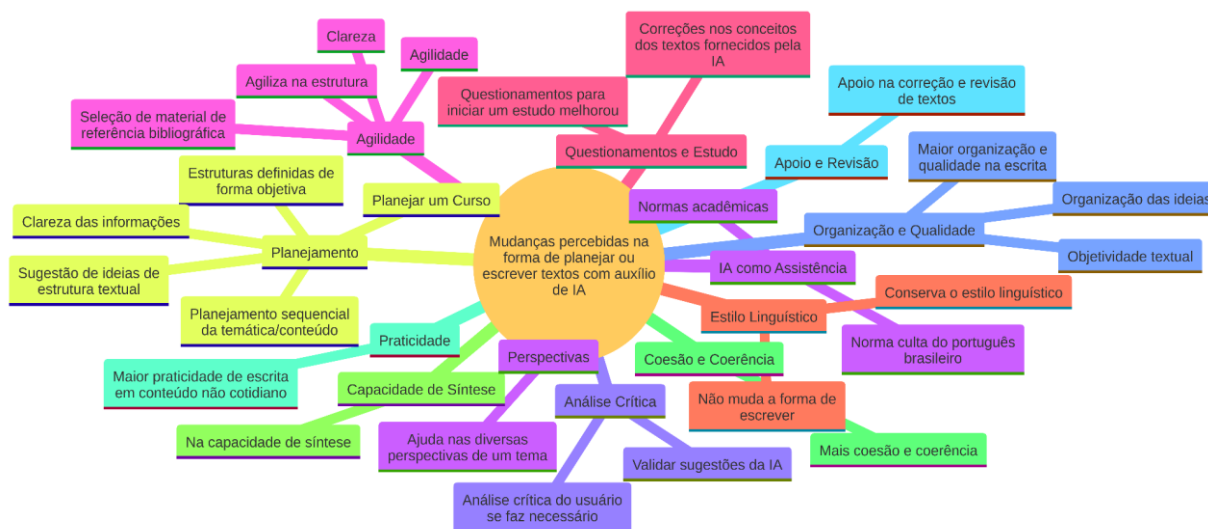 Mudanças percebidas na
forma de planejar ou
escrever textos com auxílio
de IA
Agilidade
Clareza
Agilidade
Agiliza na estrutura
Seleção de material de
referência bibliográfica
Planejamento
Planejar um Curso
Estruturas definidas de
forma objetiva
Clareza das informações
Sugestão de ideias de
estrutura textual
Planejamento sequencial
da temática/conteúdo
Praticidade
Maior praticidade de escrita
em conteúdo não cotidiano
Capacidade de Síntese
Na capacidade de síntese
Perspectivas
Ajuda nas diversas
perspectivas de um tema
Análise Crítica
Análise crítica do usuário
se faz necessário
Validar sugestões da IA
Coesão e Coerência
Mais coesão e coerência
Estilo Linguístico
Conserva o estilo linguístico
Não muda a forma de
escrever
IA como Assistência
Normas acadêmicas
Norma culta do português
brasileiro
Organização e Qualidade
Maior organização e
qualidade na escrita
Organização das ideias
Objetividade textual
Apoio e Revisão
Apoio na correção e revisão
de textos
Questionamentos e Estudo
Questionamentos para
iniciar um estudo melhorou
Correções nos conceitos
dos textos fornecidos pela
IA